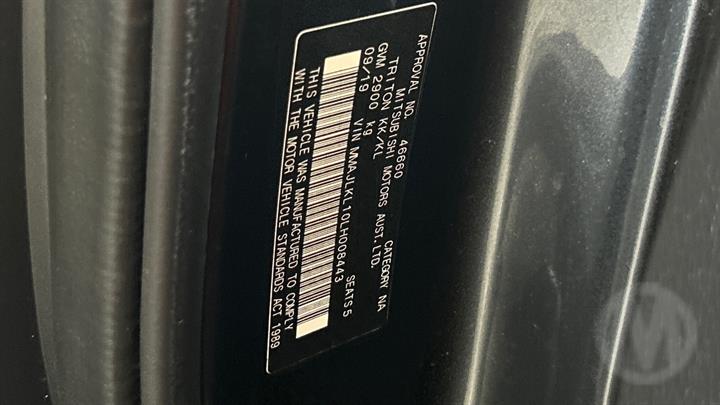 APPROVAL NO. 46660 CATEGORY NA
MITSUBISHI MOTORS AUST. LTD.
TRITON KK/KL
GVM 2900 kg SEATS 5
09/19 VIN MMAJLKL10LH008443
THIS VEHICLE WAS MANUFACTURED TO COMPLY
WITH THE MOTOR VEHICLE STANDARDS ACT 1989
M